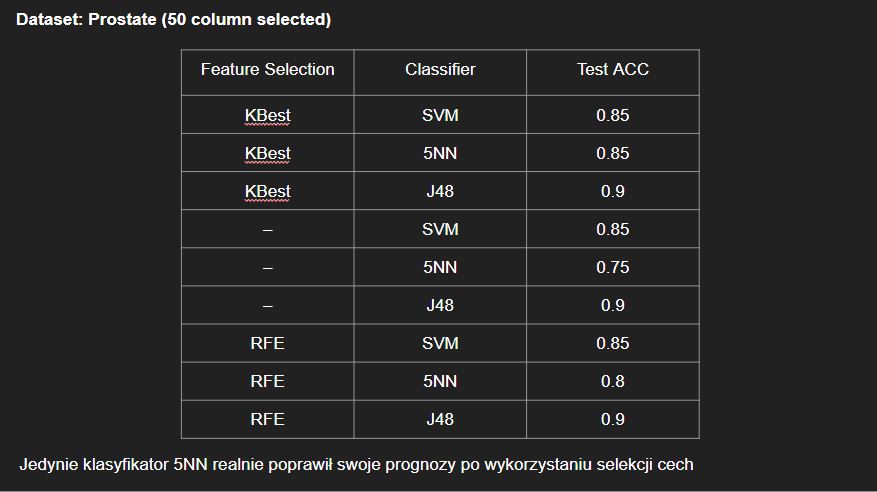 Dataset: Prostate (50 column selected)
Feature Selection Classifier Test ACC
KBest SVM 0.85
KBest 5NN 0.85
KBest J48 0.9
– SVM 0.85
– 5NN 0.75
– J48 0.9
RFE SVM 0.85
RFE 5NN 0.8
RFE J48 0.9
Jedynie klasyfikator 5NN realnie poprawił swoje prognozy po wykorzystaniu selekcji cech